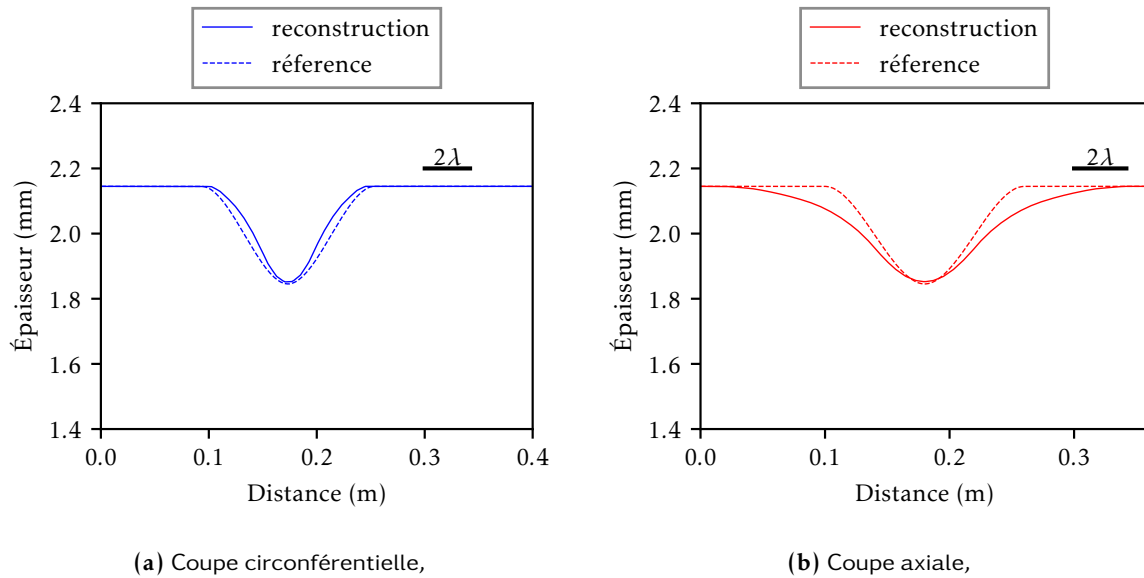 reconstruction
réference
2.4
2.2
2.0
1.8
1.6
1.4
Épaisseur (mm)
2λ
0.0 0.1 0.2 0.3 0.4
Distance (m)
(a) Coupe circonférentielle,
reconstruction
réference
2.4
2.2
2.0
1.8
1.6
1.4
Épaisseur (mm)
2λ
0.0 0.1 0.2 0.3
Distance (m)
(b) Coupe axiale,